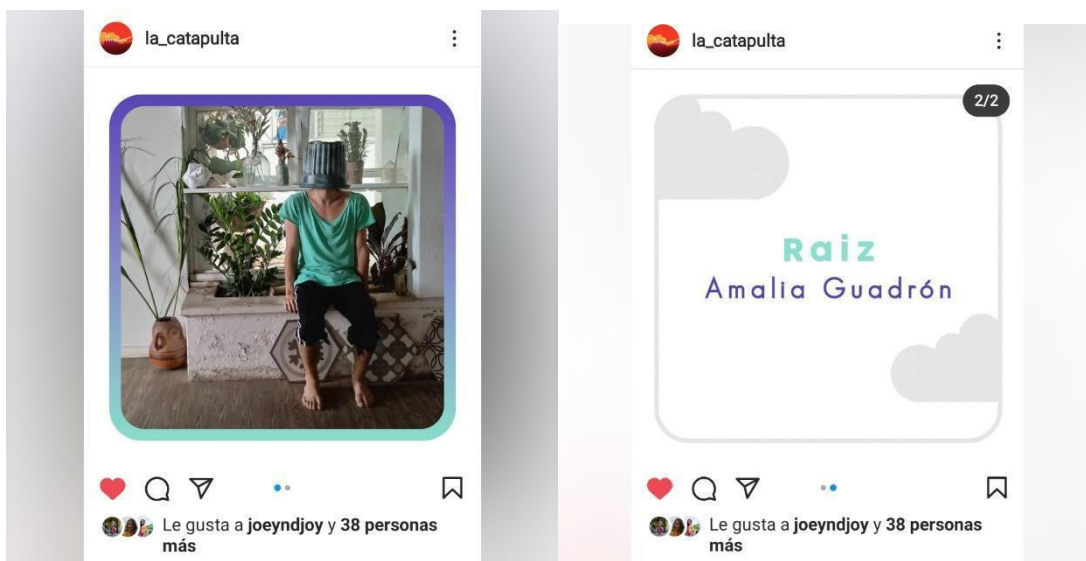 la_catapulta
Le gusta a joeyndjoy y 38 personas
más
la_catapulta
2/2
Raiz
Amalia Guadrón
Le gusta a joeyndjoy y 38 personas
más